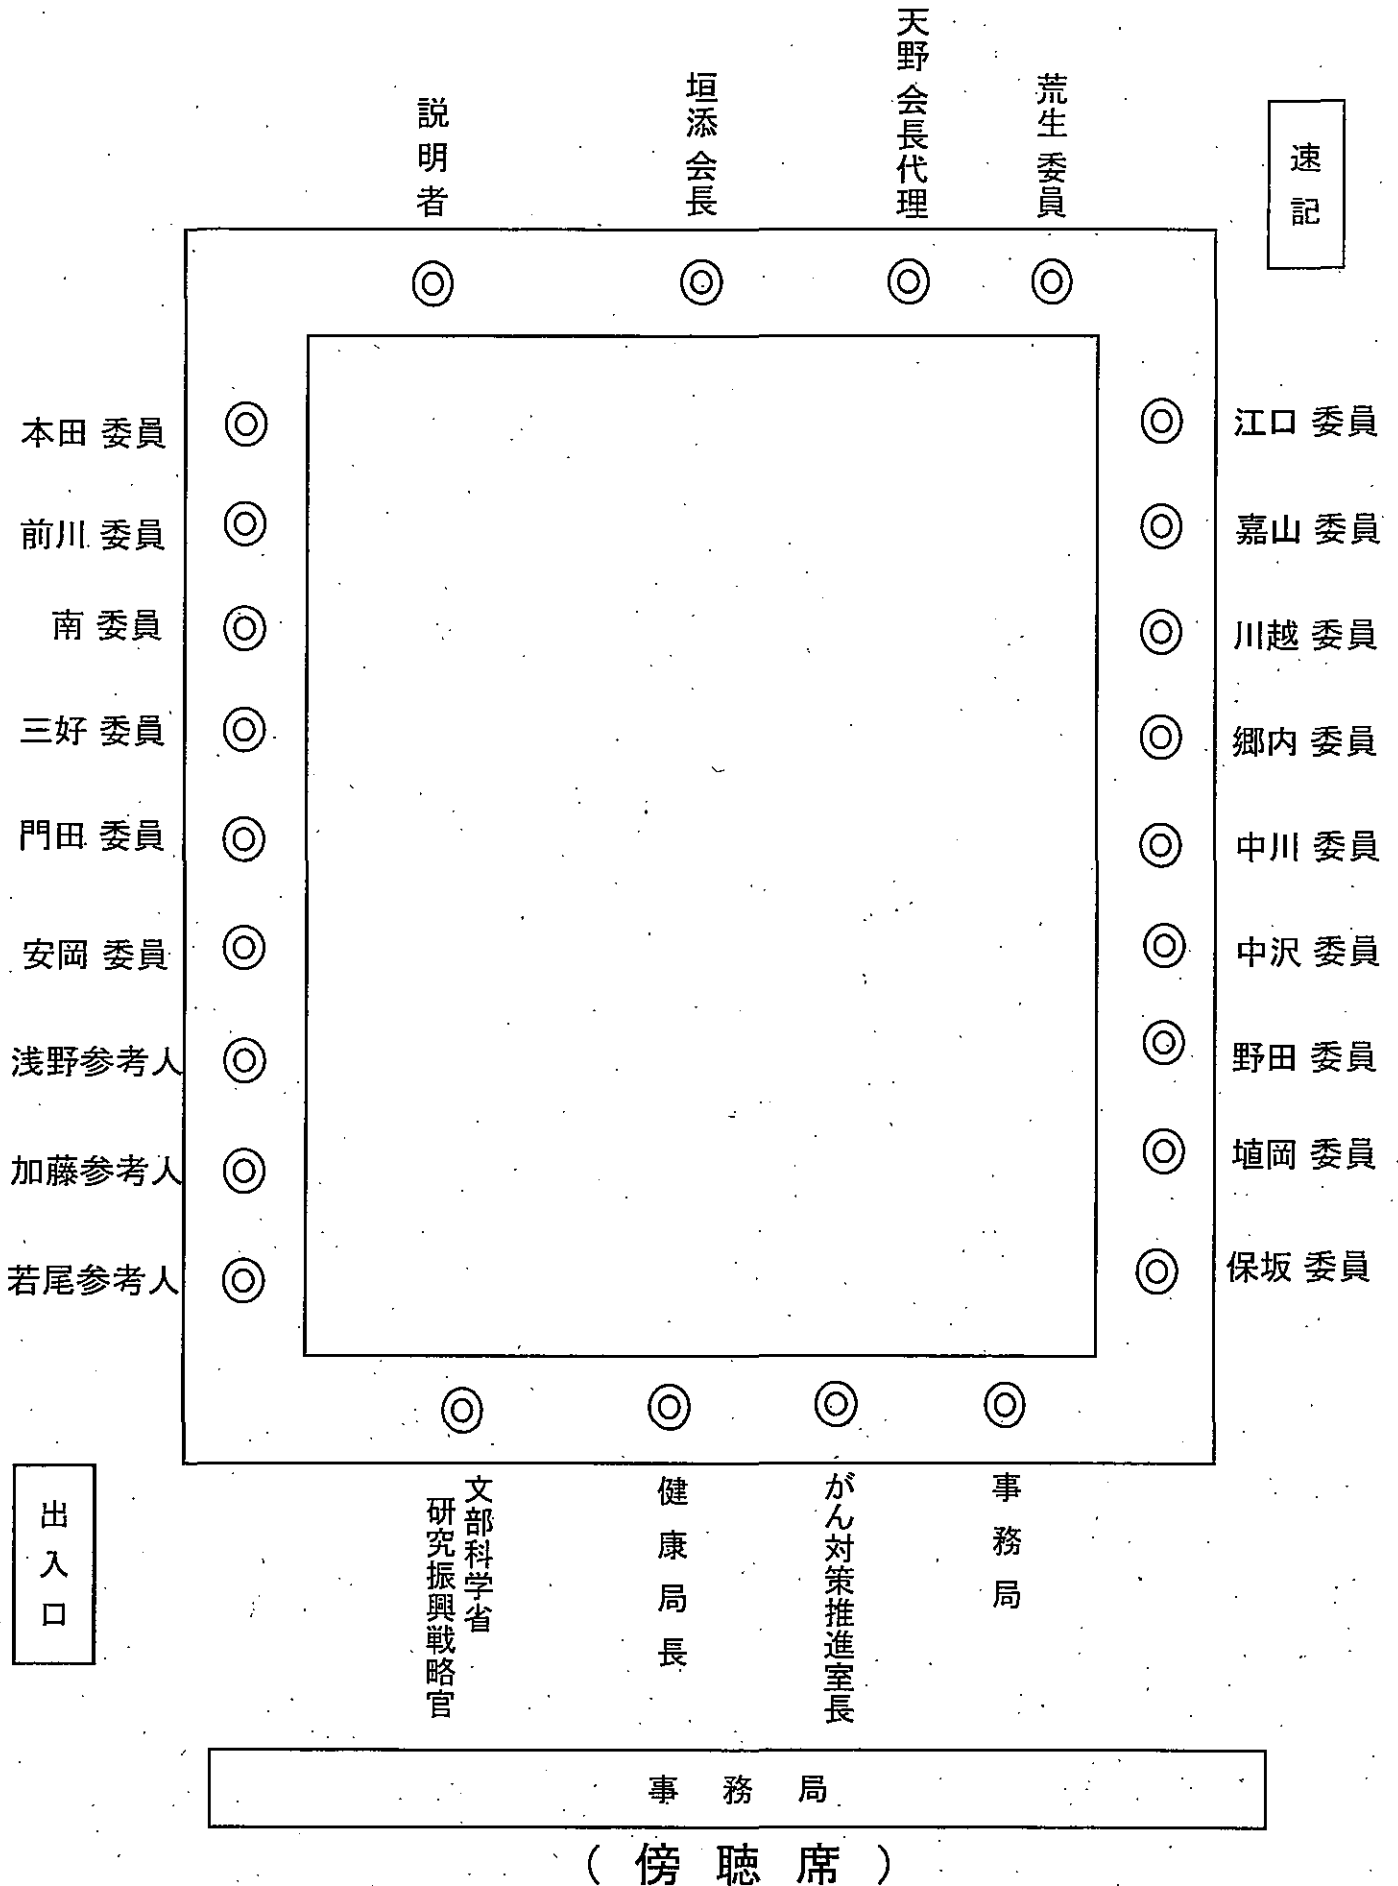 説明者
垣添会長
天野会長代理
荒生委員
速記
本田 委員
前川 委員
南 委員
三好 委員
門田 委員
安岡 委員
浅野参考人
加藤参考人
若尾参考人
江口 委員
嘉山 委員
川越 委員
郷内 委員
中川 委員
中沢 委員
野田 委員
埴岡 委員
保坂 委員
出入口
文部科学省
研究振興戦略官
健康局長
がん対策推進室長
事務局
事務局
(傍聴席)